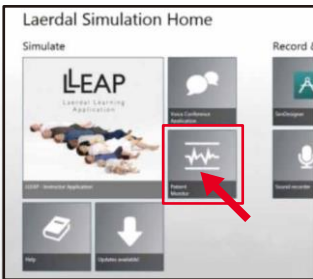 Laerdal Simulation Home
Simulate
Record &
LLEAP
Laerdal Learning
Application
Voice Conference
Application
SimDesigner
LLEAP - Instructor Application
Patient
Monitor
Sound recorder
Help
Updates available!